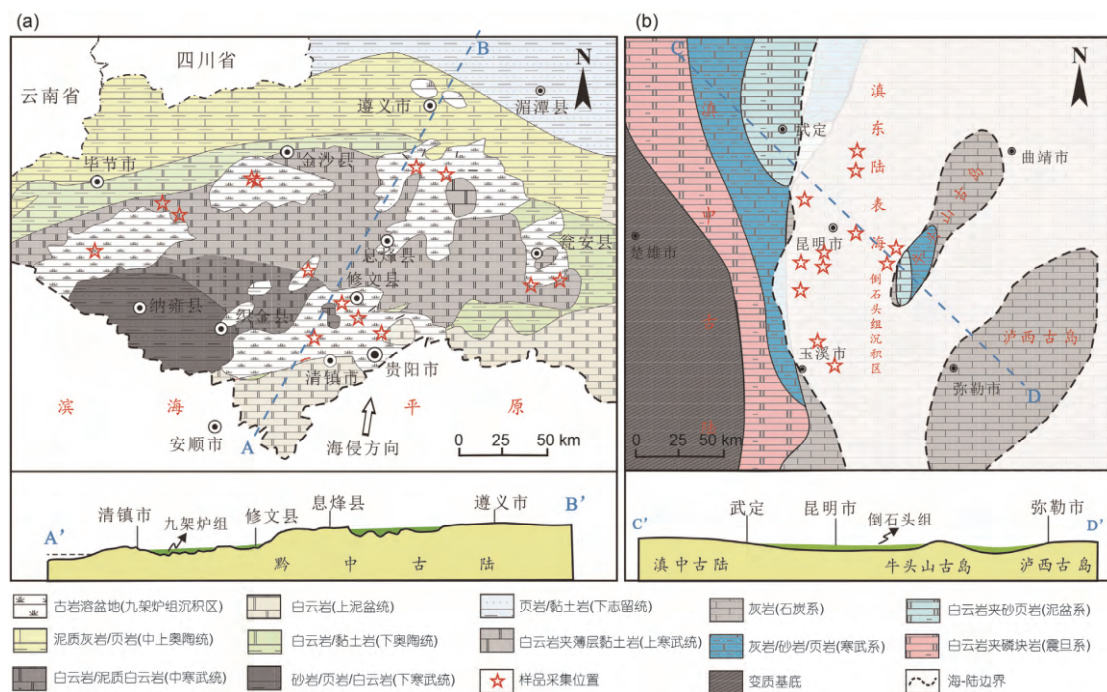 (a)
四川省
云南省
B
N
遵义市
湄潭县
毕节市
金沙县
息烽县
瓮安县
修文县
纳雍县
织金县
清镇市
贵阳市
滨海平原
安顺市
A
海侵方向
0 25 50 km
(b)
C
N
滇东陆表海
武定
曲靖市
牛头山古岛
昆明市
楚雄市
滇中古陆
倒石头组沉积区
泸西古岛
玉溪市
弥勒市
D
0 25 50 km
A'
清镇市
九架炉组
修文县
息烽县
遵义市
B'
黔中古陆
C'
武定
昆明市
倒石头组
弥勒市
D'
滇中古陆
牛头山古岛
泸西古岛
古岩溶盆地(九架炉组沉积区)
白云岩(上泥盆统)
页岩/黏土岩(下志留统)
灰岩(石炭系)
白云岩夹砂页岩(泥盆系)
泥质灰岩/页岩(中上奥陶统)
白云岩/黏土岩(下奥陶统)
白云岩夹薄层黏土岩(上寒武统)
灰岩/砂岩/页岩(寒武系)
白云岩夹磷块岩(震旦系)
白云岩/泥质白云岩(中寒武统)
砂岩/页岩/白云岩(下寒武统)
样品采集位置
变质基底
海-陆边界